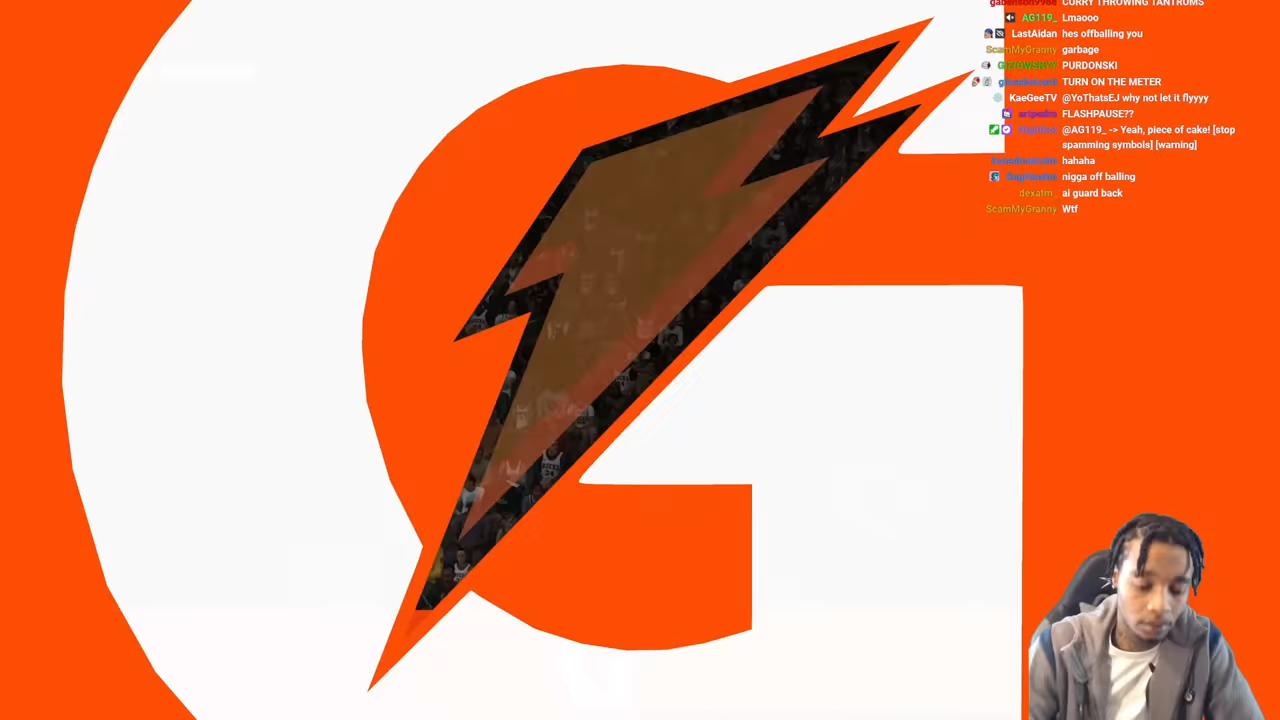 CURRY THROWING TANTRUMS
AG119_ Lmaooo
LastAidan hes offballing you
ScamMyGranny garbage
PURDONSKI
TURN ON THE METER
KaeGeeTV @YoThatsEJ why not let it flyyyy
FLASHPAUSE??
@AG119_ -> Yeah, piece of cake! [stop
spamming symbols] [warning]
hahaha
nigga off balling
dexatm_ ai guard back
ScamMyGranny Wtf
G